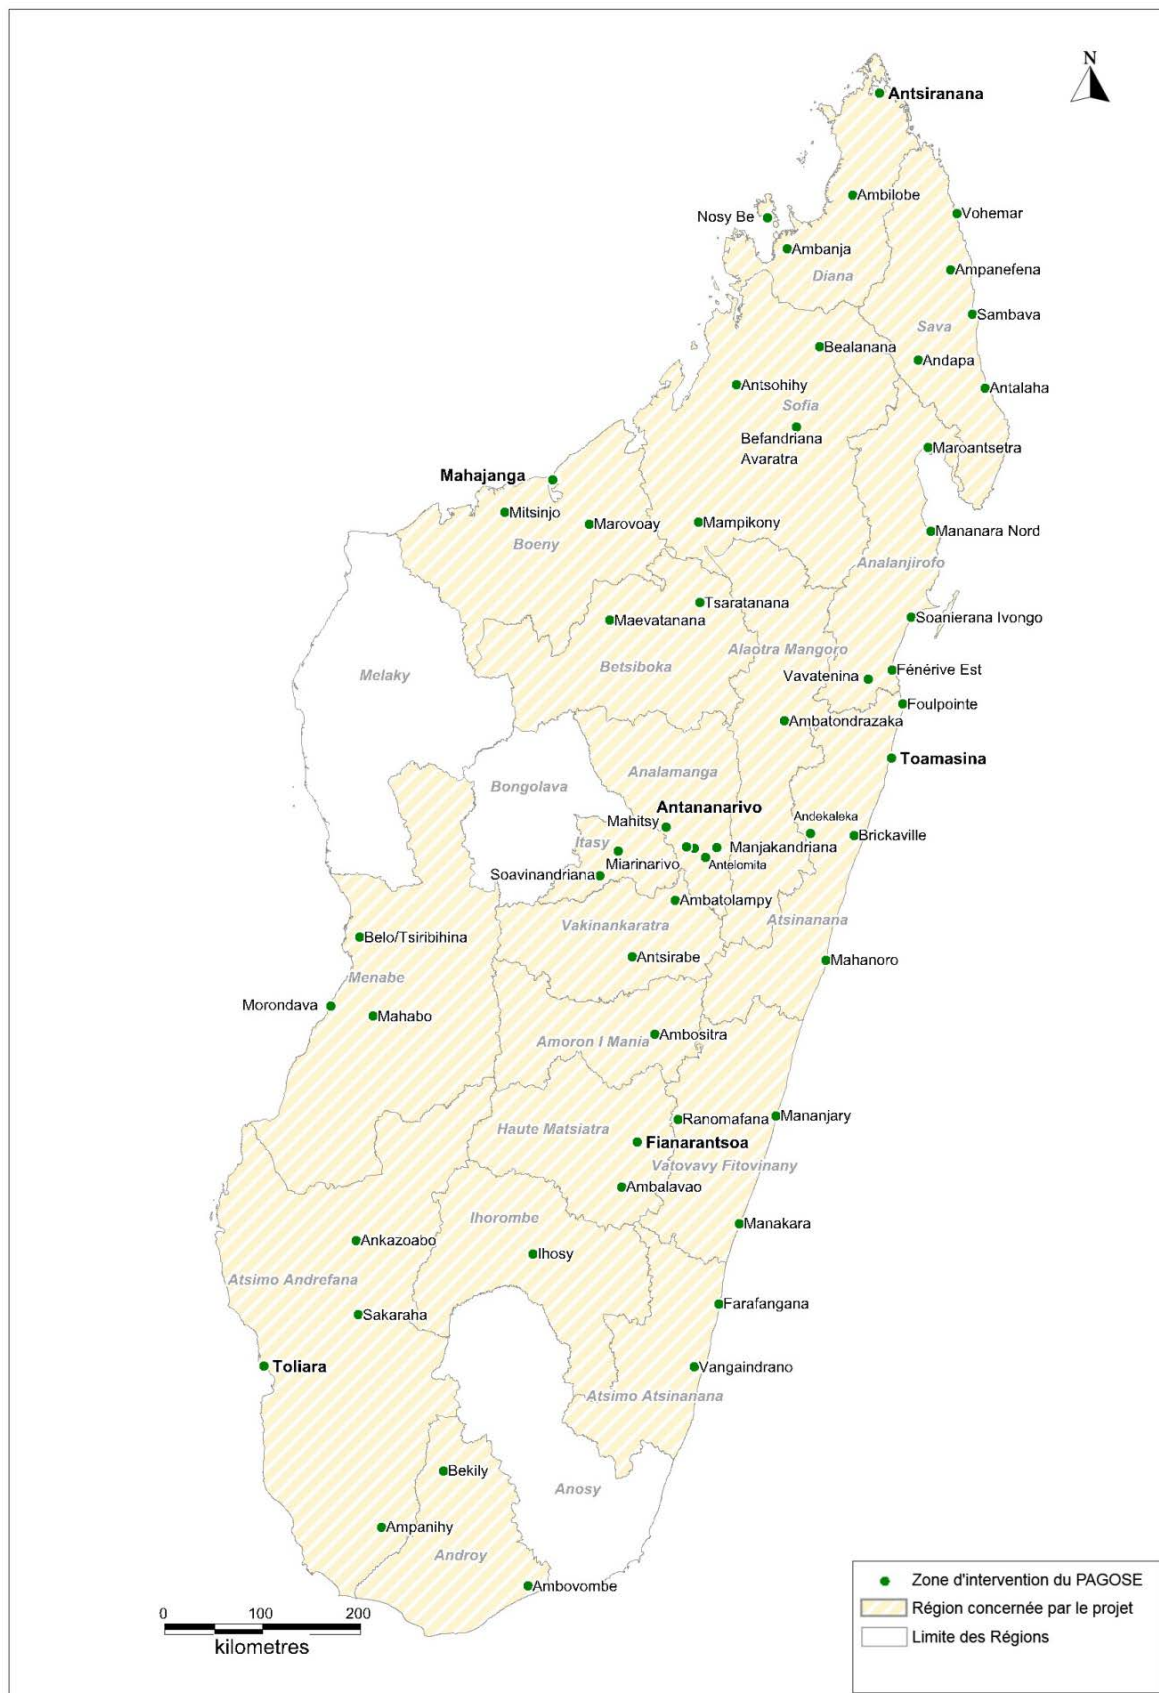 N
Antsiranana
Ambilobe
Nosy Be
Vohemar
Ambanja
Diana
Ampanefena
Sambava
Sava
Bealanana
Andapa
Antsohihy
Antalaha
Sofia
Befandriana
Avaratra
Maroantsetra
Mahajanga
Mitsinjo
Marovoay
Mampikony
Mananara Nord
Boeny
Analanjirofo
Tsaratanana
Maevatanana
Soanierana Ivongo
Alaotra Mangoro
Betsiboka
Melaky
Vavatenina
Fénérive Est
Foulpointe
Ambatondrazaka
Toamasina
Analamanga
Bongolava
Antananarivo
Mahitsy
Andekaleka
Brickaville
Itasy
Manjakandriana
Miarinarivo
Antelomita
Soavinandriana
Ambatolampy
Atsinanana
Vakinankaratra
Belo/Tsiribihina
Antsirabe
Mahanoro
Menabe
Morondava
Mahabo
Ambositra
Amoron I Mania
Ranomafana
Mananjary
Haute Matsiatra
Fianarantsoa
Vatovavy Fitovinany
Ambalavao
Ihorombe
Manakara
Ankazoabo
Ihosy
Atsimo Andrefana
Farafangana
Sakaraha
Toliara
Vangaindrano
Atsimo Atsinanana
Bekily
Anosy
Ampanihy
Androy
Ambovombe
0 100 200
kilometres
Zone d'intervention du PAGOSE
Région concernée par le projet
Limite des Régions